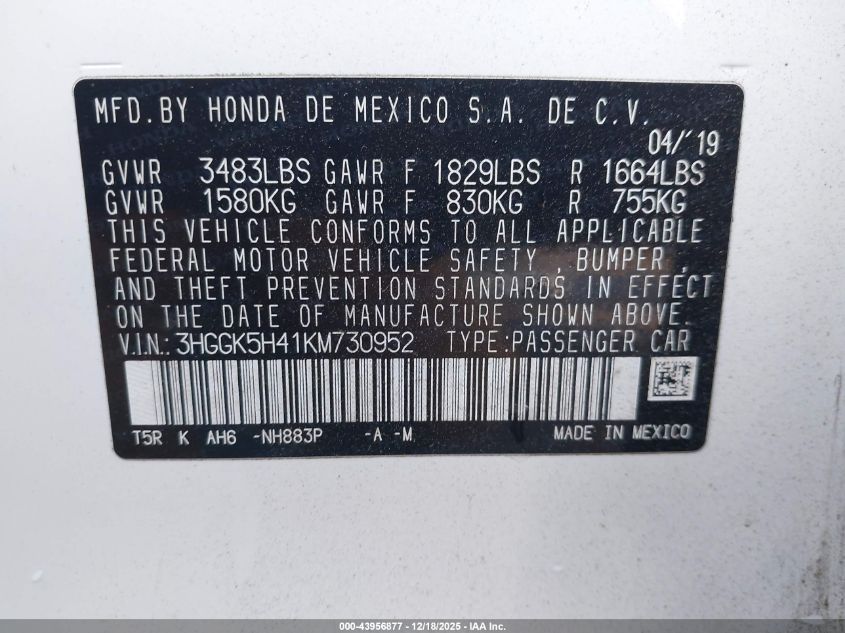 MFD.BY HONDA DE MEXICO S.A. DE C.V.
04/'19
GVWR 3483LBS GAWR F 1829LBS R 1664LBS
GVWR 1580KG GAWR F 830KG R 755KG
THIS VEHICLE CONFORMS TO ALL APPLICABLE
FEDERAL MOTOR VEHICLE SAFETY , BUMPER ,
AND THEFT PREVENTION STANDARDS IN EFFECT
ON THE DATE OF MANUFACTURE SHOWN ABOVE.
V.I.N.:3HGGK5H41KM730952 TYPE:PASSENGER CAR
T5R K AH6 -NH883P -A -M MADE IN MEXICO
000-43956877 - 12/18/2025 - IAA Inc.